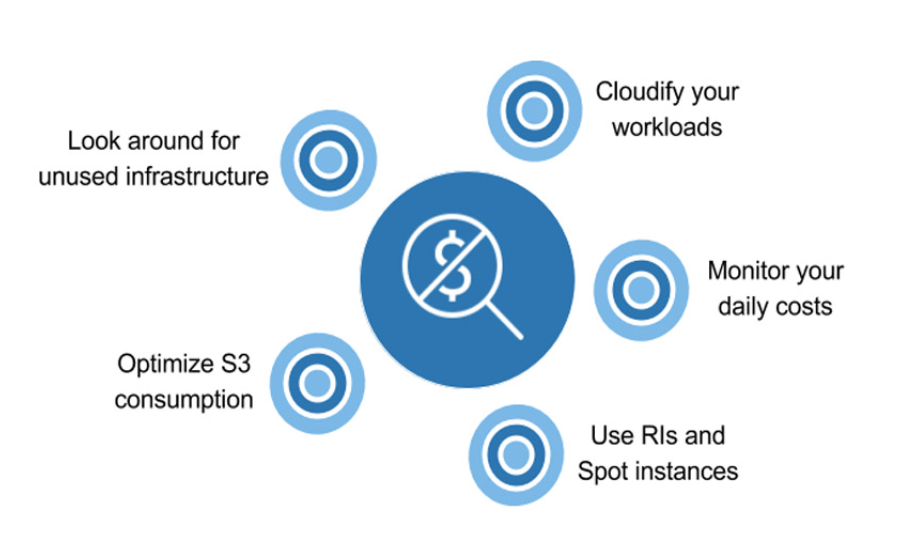 Cloudify your
workloads
Look around for
unused infrastructure
Monitor your
daily costs
Optimize S3
consumption
Use RIs and
Spot instances
$